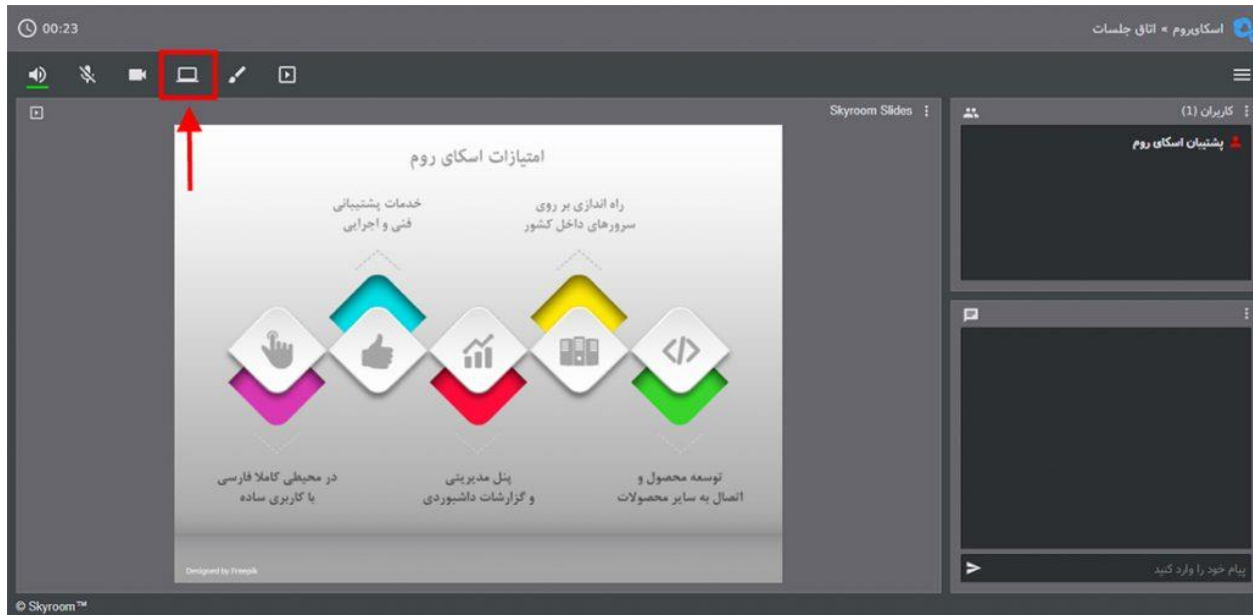 00:23
اسکای‌روم » اتاق جلسات
Skyroom Slides
کاربران (1)
پشتیبان اسکای روم
امتیازات اسکای روم
راه اندازی بر روی
سرورهای داخل کشور
خدمات پشتیبانی
فنی و اجرایی
توسعه محصول و
اتصال به سایر محصولات
پنل مدیریتی
و گزارشات داشبوردی
در محیطی کاملا فارسی
با کاربری ساده
Designed by Freepik
پیام خود را وارد کنید
© Skyroom™